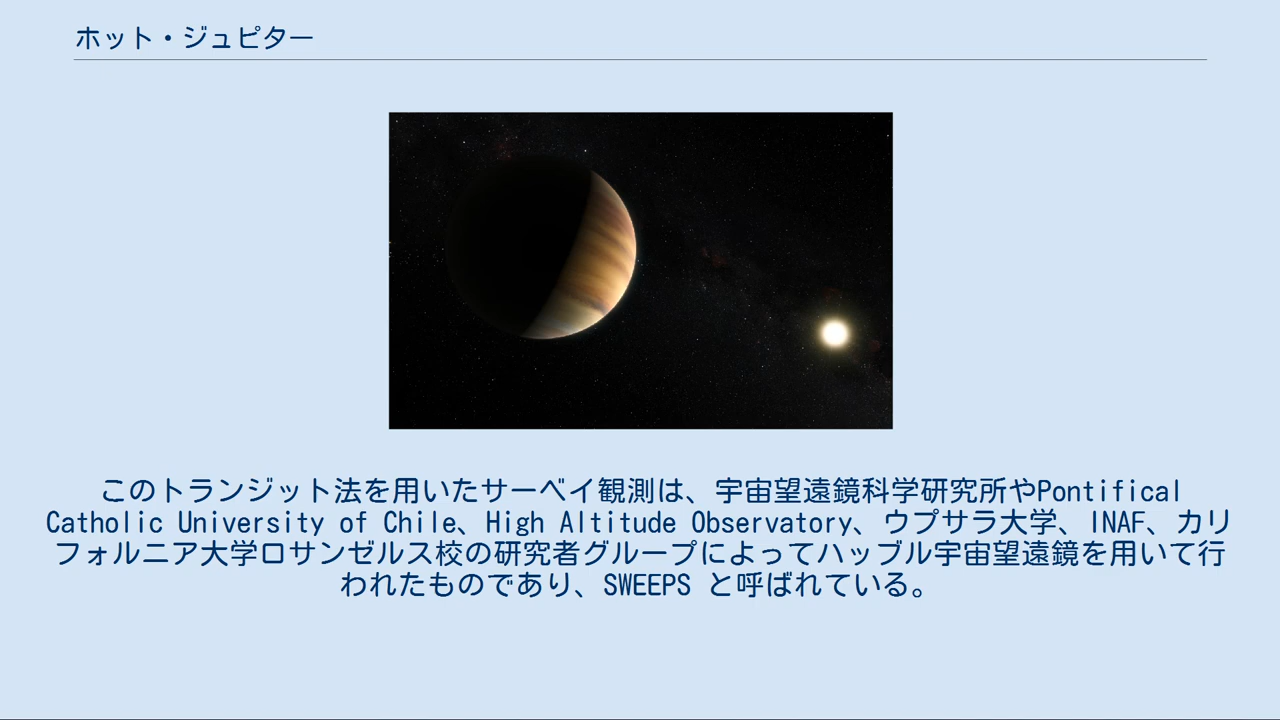 ホット・ジュピター
このトランジット法を用いたサーベイ観測は、宇宙望遠鏡科学研究所やPontifical
Catholic University of Chile、High Altitude Observatory、ウプサラ大学、INAF、カリ
フォルニア大学ロサンゼルス校の研究者グループによってハッブル宇宙望遠鏡を用いて行
われたものであり、SWEEPS と呼ばれている。